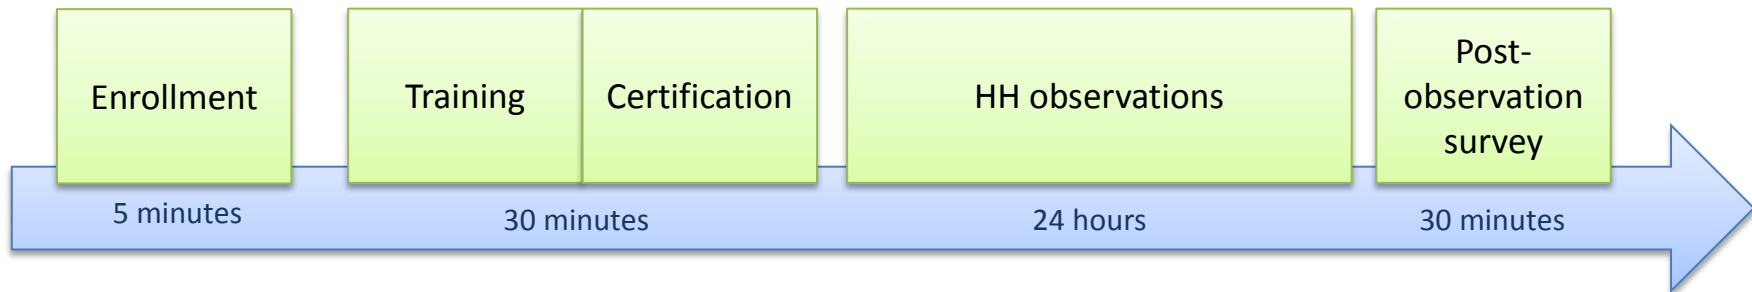 Enrollment
Training
Certification
HH observations
Post-
observation
survey
5 minutes
30 minutes
24 hours
30 minutes